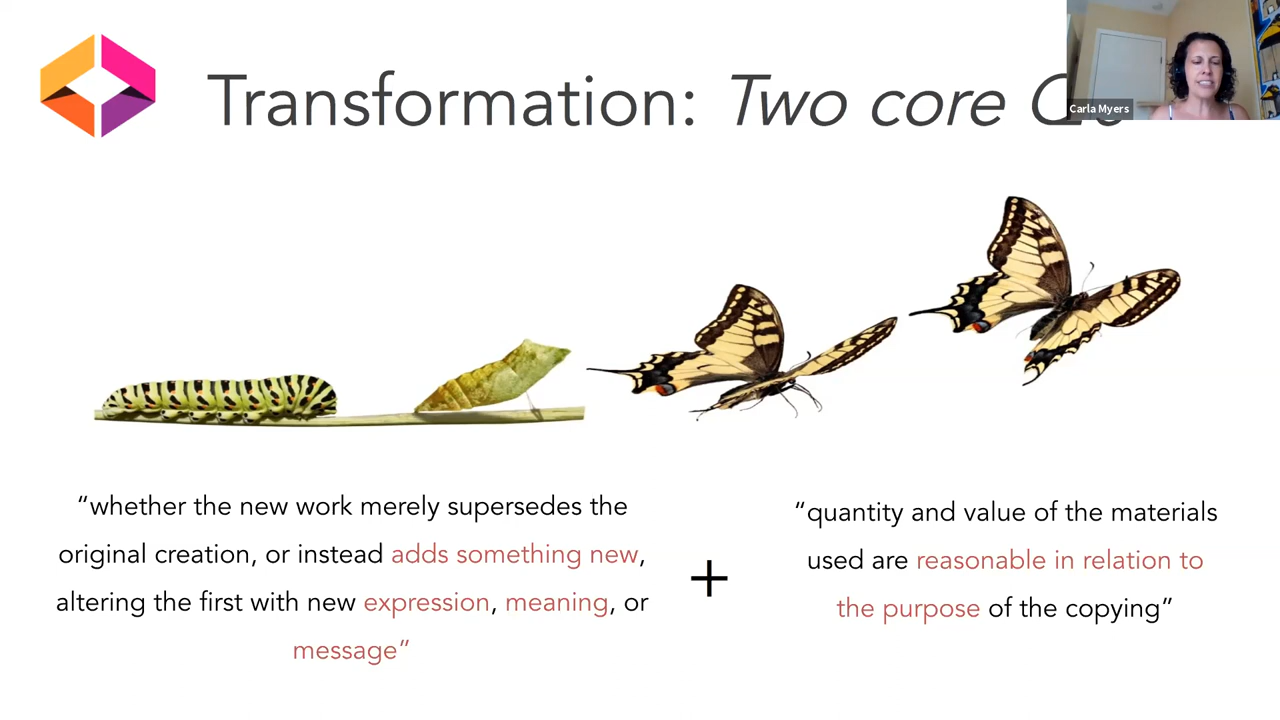 Transformation: Two core
Carla Myers
“whether the new work merely supersedes the
original creation, or instead adds something new,
altering the first with new expression, meaning, or
message”
+
“quantity and value of the materials
used are reasonable in relation to
the purpose of the copying”